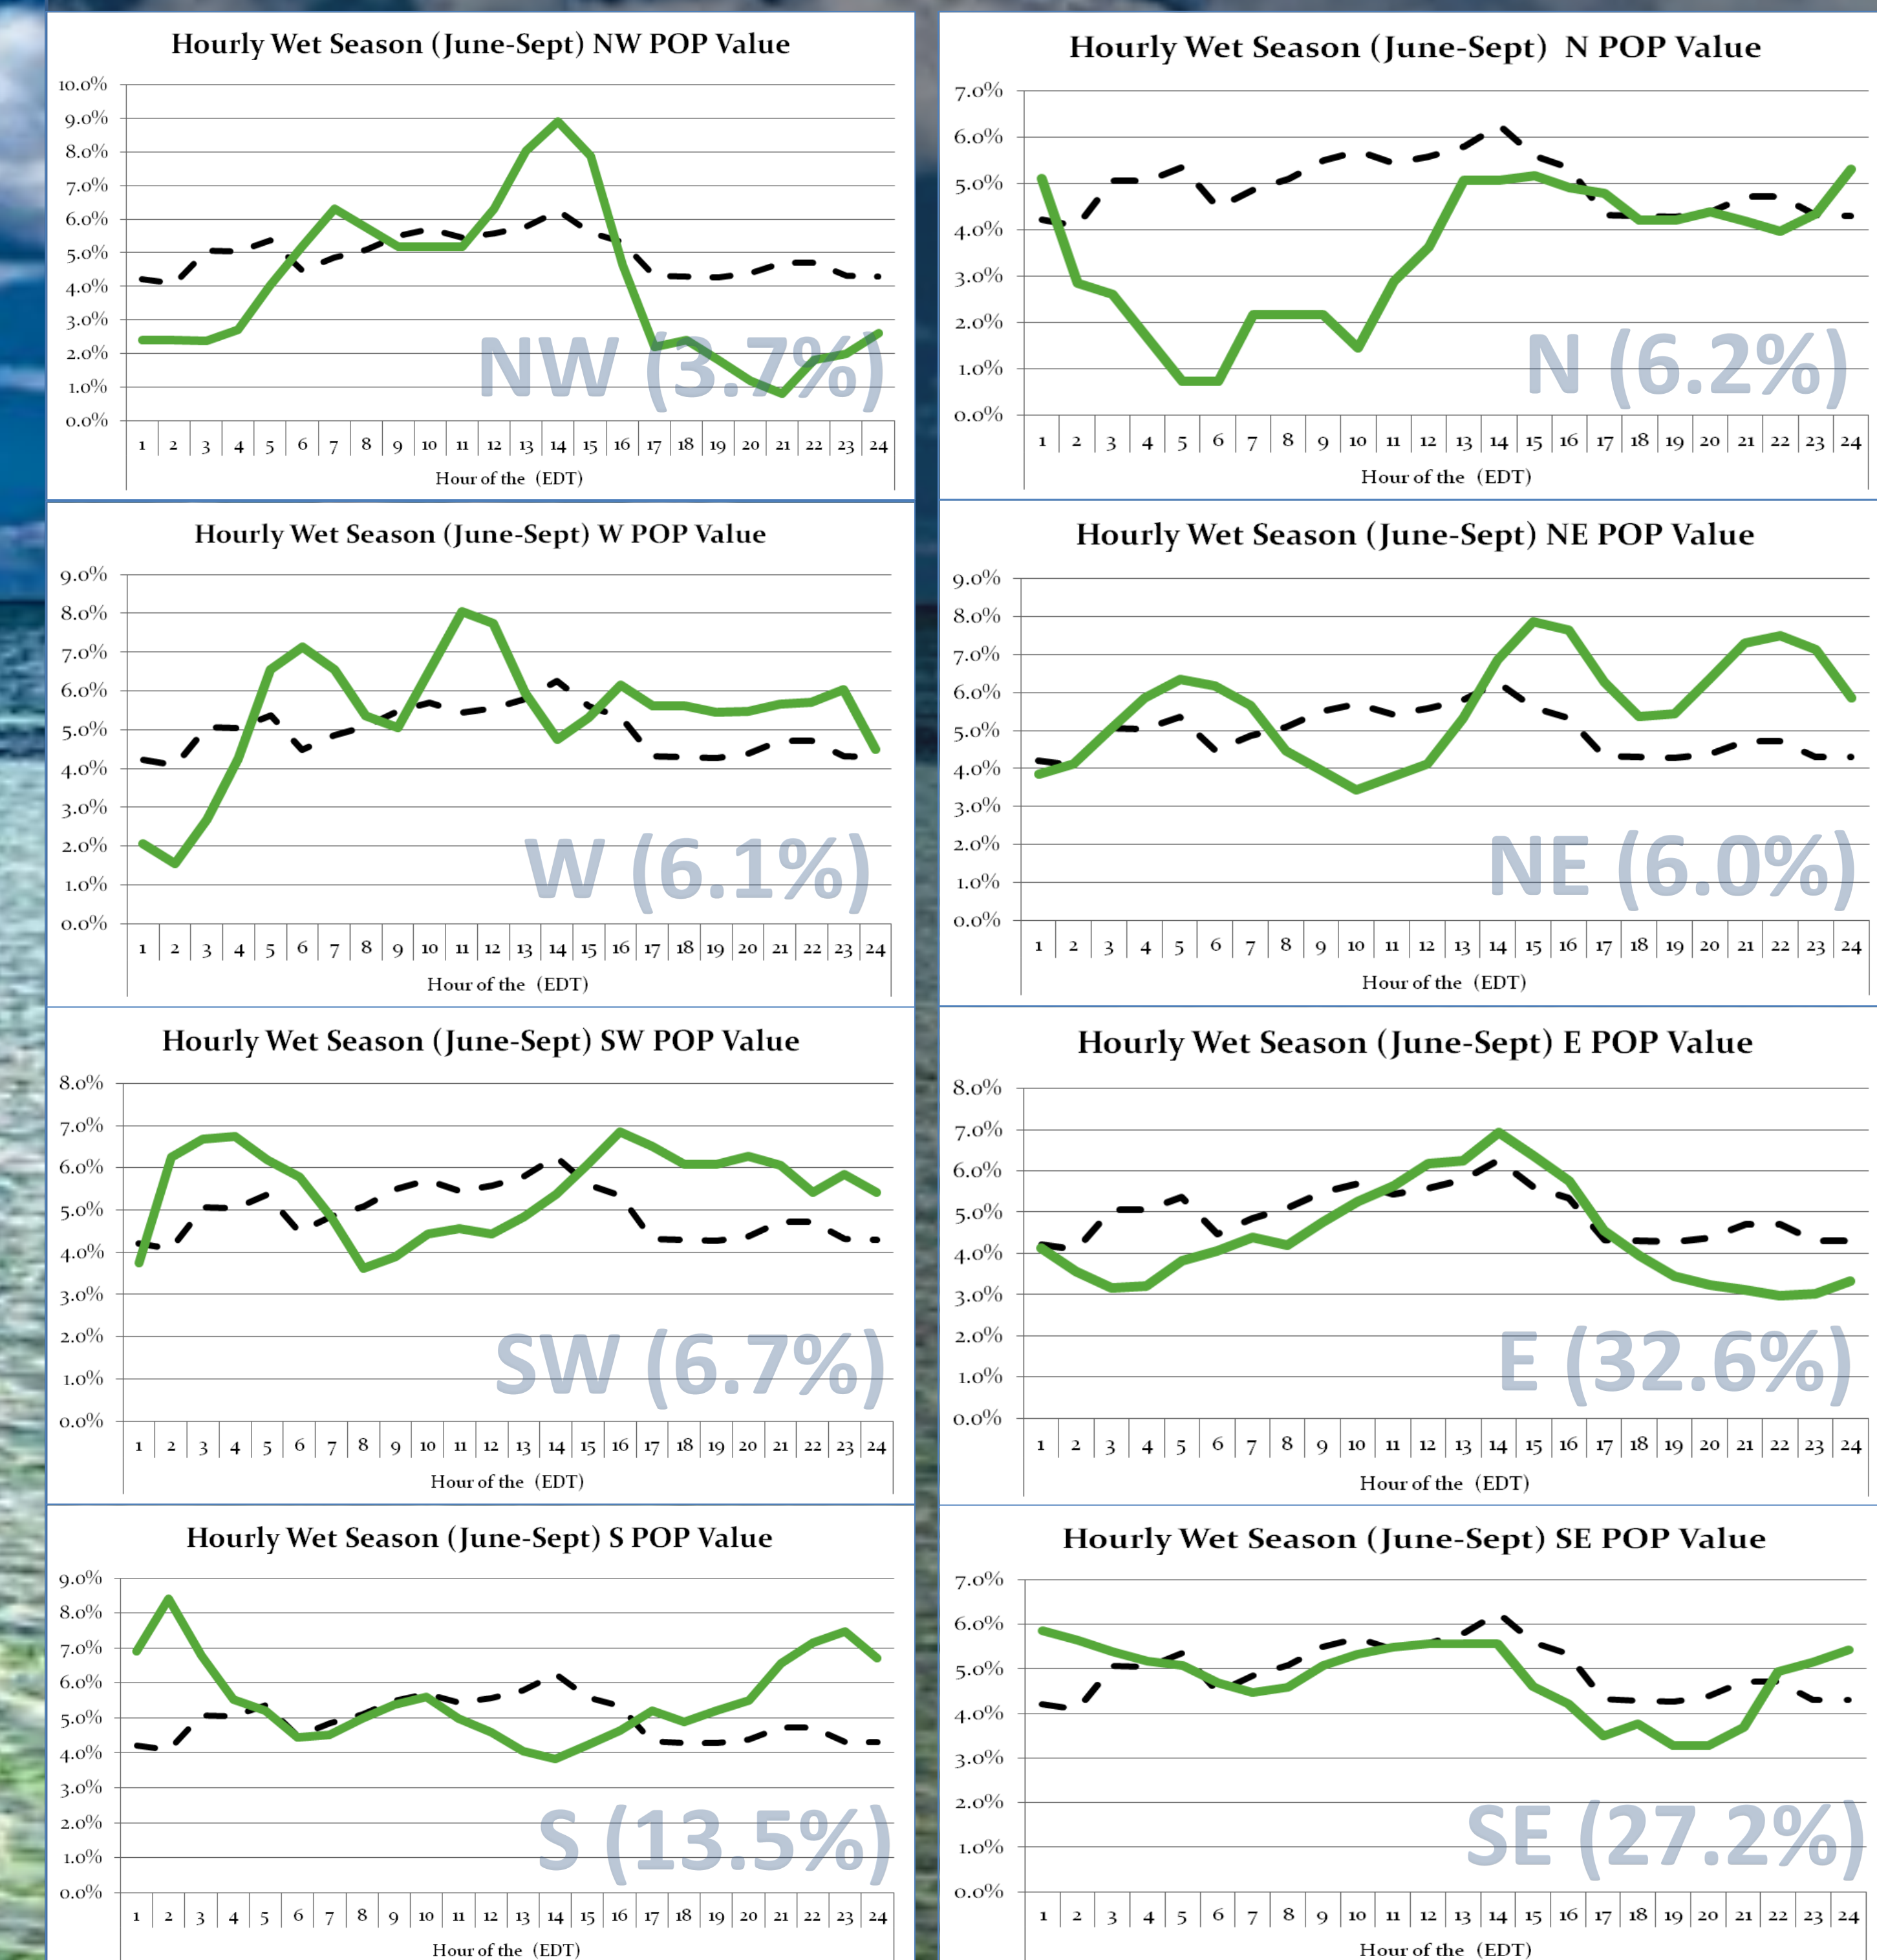 Hourly Wet Season (June-Sept) NW POP Value
10.0%
9.0%
8.0%
7.0%
6.0%
5.0%
4.0%
3.0%
2.0%
1.0%
0.0%
NW (3.7%)
1 2 3 4 5 6 7 8 9 10 11 12 13 14 15 16 17 18 19 20 21 22 23 24
Hour of the (EDT)
Hourly Wet Season (June-Sept) N POP Value
7.0%
6.0%
5.0%
4.0%
3.0%
2.0%
1.0%
0.0%
N (6.2%)
1 2 3 4 5 6 7 8 9 10 11 12 13 14 15 16 17 18 19 20 21 22 23 24
Hour of the (EDT)
Hourly Wet Season (June-Sept) W POP Value
9.0%
8.0%
7.0%
6.0%
5.0%
4.0%
3.0%
2.0%
1.0%
0.0%
W (6.1%)
1 2 3 4 5 6 7 8 9 10 11 12 13 14 15 16 17 18 19 20 21 22 23 24
Hour of the (EDT)
Hourly Wet Season (June-Sept) NE POP Value
9.0%
8.0%
7.0%
6.0%
5.0%
4.0%
3.0%
2.0%
1.0%
0.0%
NE (6.0%)
1 2 3 4 5 6 7 8 9 10 11 12 13 14 15 16 17 18 19 20 21 22 23 24
Hour of the (EDT)
Hourly Wet Season (June-Sept) SW POP Value
8.0%
7.0%
6.0%
5.0%
4.0%
3.0%
2.0%
1.0%
0.0%
SW (6.7%)
1 2 3 4 5 6 7 8 9 10 11 12 13 14 15 16 17 18 19 20 21 22 23 24
Hour of the (EDT)
Hourly Wet Season (June-Sept) E POP Value
8.0%
7.0%
6.0%
5.0%
4.0%
3.0%
2.0%
1.0%
0.0%
E (32.6%)
1 2 3 4 5 6 7 8 9 10 11 12 13 14 15 16 17 18 19 20 21 22 23 24
Hour of the (EDT)
Hourly Wet Season (June-Sept) S POP Value
9.0%
8.0%
7.0%
6.0%
5.0%
4.0%
3.0%
2.0%
1.0%
0.0%
S (13.5%)
1 2 3 4 5 6 7 8 9 10 11 12 13 14 15 16 17 18 19 20 21 22 23 24
Hour of the (EDT)
Hourly Wet Season (June-Sept) SE POP Value
7.0%
6.0%
5.0%
4.0%
3.0%
2.0%
1.0%
0.0%
SE (27.2%)
1 2 3 4 5 6 7 8 9 10 11 12 13 14 15 16 17 18 19 20 21 22 23 24
Hour of the (EDT)